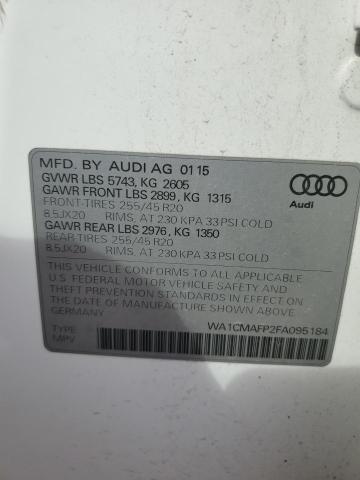 MFD. BY AUDI AG 01 15
GVWR LBS 5743, KG 2605
GAWR FRONT LBS 2899, KG 1315
FRONT-TIRES 255/45 R20
8.5JX20 RIMS, AT 230 KPA 33 PSI COLD
GAWR REAR LBS 2976, KG 1350
REAR-TIRES 255/45 R20
8.5JX20 RIMS, AT 230 KPA 33 PSI COLD
THIS VEHICLE CONFORMS TO ALL APPLICABLE
U.S. FEDERAL MOTOR VEHICLE SAFETY AND
THEFT PREVENTION STANDARDS IN EFFECT ON THE
DATE OF MANUFACTURE SHOWN ABOVE
GERMANY
TYPE
MPV
WA1CMAFP2FA095184
Audi